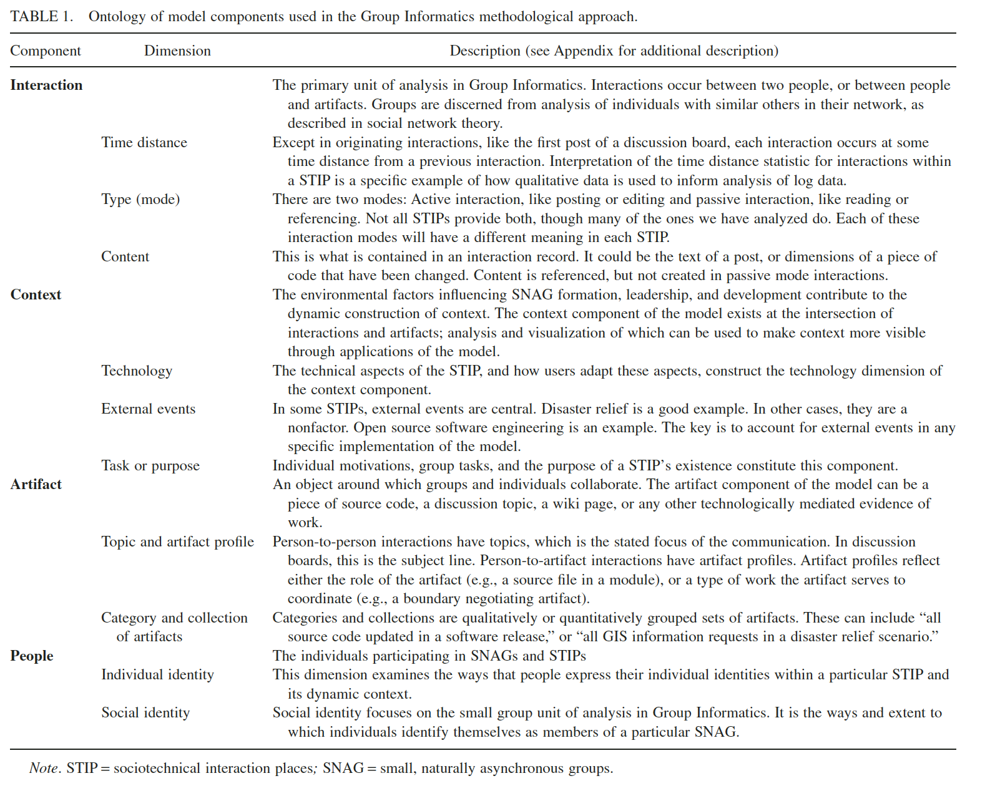 TABLE 1. Ontology of model components used in the Group Informatics methodological approach.
Component Dimension Description (see Appendix for additional description)
Interaction The primary unit of analysis in Group Informatics. Interactions occur between two people, or between people
and artifacts. Groups are discerned from analysis of individuals with similar others in their network, as
described in social network theory.
Time distance Except in originating interactions, like the first post of a discussion board, each interaction occurs at some
time distance from a previous interaction. Interpretation of the time distance statistic for interactions within
a STIP is a specific example of how qualitative data is used to inform analysis of log data.
Type (mode) There are two modes: Active interaction, like posting or editing and passive interaction, like reading or
referencing. Not all STIPs provide both, though many of the ones we have analyzed do. Each of these
interaction modes will have a different meaning in each STIP.
Content This is what is contained in an interaction record. It could be the text of a post, or dimensions of a piece of
code that have been changed. Content is referenced, but not created in passive mode interactions.
Context The environmental factors influencing SNAG formation, leadership, and development contribute to the
dynamic construction of context. The context component of the model exists at the intersection of
interactions and artifacts; analysis and visualization of which can be used to make context more visible
through applications of the model.
Technology The technical aspects of the STIP, and how users adapt these aspects, construct the technology dimension of
the context component.
External events In some STIPs, external events are central. Disaster relief is a good example. In other cases, they are a
nonfactor. Open source software engineering is an example. The key is to account for external events in any
specific implementation of the model.
Task or purpose Individual motivations, group tasks, and the purpose of a STIP’s existence constitute this component.
Artifact An object around which groups and individuals collaborate. The artifact component of the model can be a
piece of source code, a discussion topic, a wiki page, or any other technologically mediated evidence of
work.
Topic and artifact profile Person-to-person interactions have topics, which is the stated focus of the communication. In discussion
boards, this is the subject line. Person-to-artifact interactions have artifact profiles. Artifact profiles reflect
either the role of the artifact (e.g., a source file in a module), or a type of work the artifact serves to
coordinate (e.g., a boundary negotiating artifact).
Category and collection Categories and collections are qualitatively or quantitatively grouped sets of artifacts. These can include “all
of artifacts source code updated in a software release,” or “all GIS information requests in a disaster relief scenario.”
People The individuals participating in SNAGs and STIPs
Individual identity This dimension examines the ways that people express their individual identities within a particular STIP and
its dynamic context.
Social identity Social identity focuses on the small group unit of analysis in Group Informatics. It is the ways and extent to
which individuals identify themselves as members of a particular SNAG.
Note. STIP = sociotechnical interaction places; SNAG = small, naturally asynchronous groups.